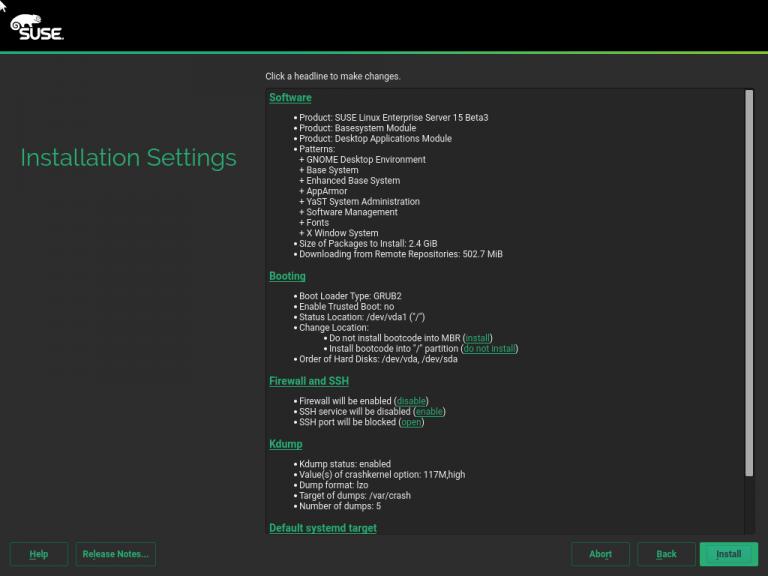 SUSE.
Click a headline to make changes.
Installation Settings
Software
• Product: SUSE Linux Enterprise Server 15 Beta3
• Product: Basesystem Module
• Product: Desktop Applications Module
• Patterns:
+ GNOME Desktop Environment
+ Base System
+ Enhanced Base System
+ AppArmor
+ YaST System Administration
+ Software Management
+ Fonts
+ X Window System
• Size of Packages to Install: 2.4 GiB
• Downloading from Remote Repositories: 502.7 MiB
Booting
• Boot Loader Type: GRUB2
• Enable Trusted Boot: no
• Status Location: /dev/vda1 ("/")
• Change Location:
• Do not install bootcode into MBR (install)
• Install bootcode into "/" partition (do not install)
• Order of Hard Disks: /dev/vda, /dev/sda
Firewall and SSH
• Firewall will be enabled (disable)
• SSH service will be disabled (enable)
• SSH port will be blocked (open)
Kdump
• Kdump status: enabled
• Value(s) of crashkernel option: 117M,high
• Dump format: lzo
• Target of dumps: /var/crash
• Number of dumps: 5
Default systemd target
Help
Release Notes...
Abort
Back
Install